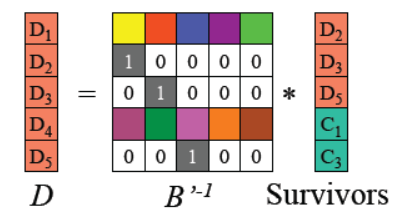 D1 D2
D2 1 0 0 0 0 D3
D3 = 0 1 0 0 0 * D5
D4 C1
D5 0 0 1 0 0 C3
D B'-1 Survivors